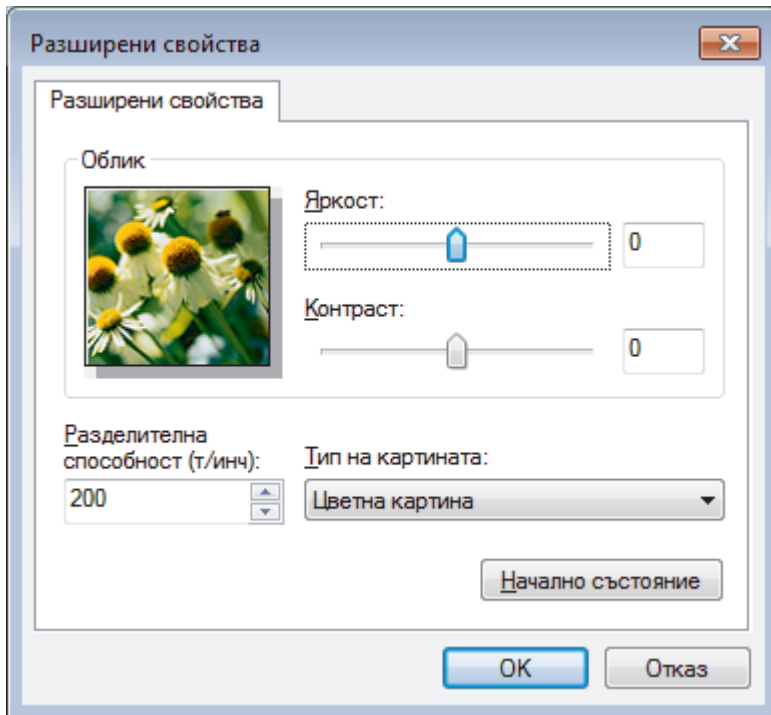 Разширени свойства
Разширени свойства
Облик
Яркост:
0
Контраст:
0
Разделителна
способност (т/инч):
200
Тип на картината:
Цветна картина
Начално състояние
OK
Отказ